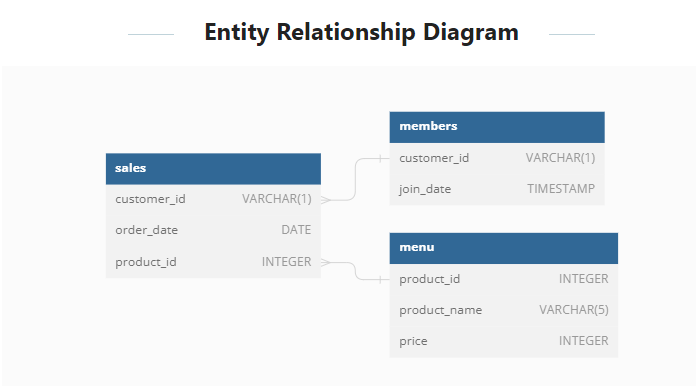 Entity Relationship Diagram
sales
customer_id VARCHAR(1)
order_date DATE
product_id INTEGER
members
customer_id VARCHAR(1)
join_date TIMESTAMP
menu
product_id INTEGER
product_name VARCHAR(5)
price INTEGER